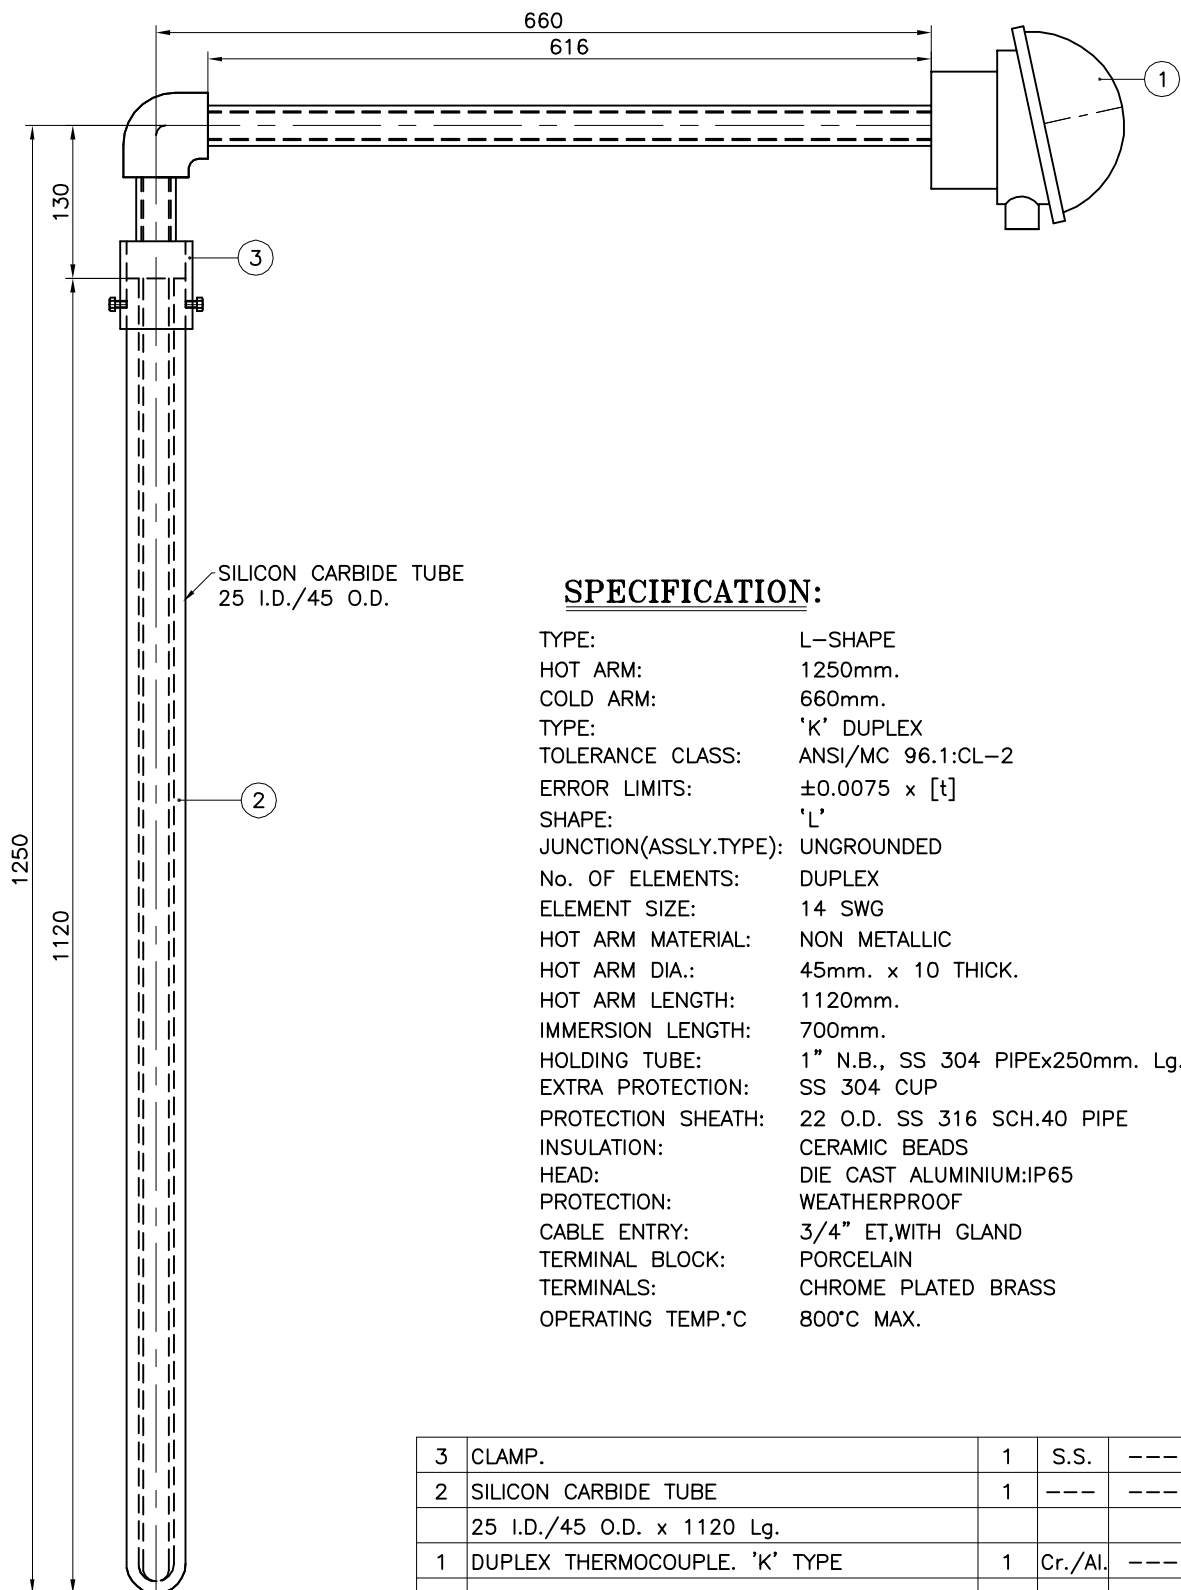 660
616
1
130
3
SILICON CARBIDE TUBE
25 I.D./45 O.D.
2
1250
1120
SPECIFICATION:
TYPE: L-SHAPE
HOT ARM: 1250mm.
COLD ARM: 660mm.
TYPE: 'K' DUPLEX
TOLERANCE CLASS: ANSI/MC 96.1:CL-2
ERROR LIMITS: ±0.0075 x [t]
SHAPE: 'L'
JUNCTION(ASSLY.TYPE): UNGROUNDED
No. OF ELEMENTS: DUPLEX
ELEMENT SIZE: 14 SWG
HOT ARM MATERIAL: NON METALLIC
HOT ARM DIA.: 45mm. x 10 THICK.
HOT ARM LENGTH: 1120mm.
IMMERSION LENGTH: 700mm.
HOLDING TUBE: 1" N.B., SS 304 PIPEx250mm. Lg.
EXTRA PROTECTION: SS 304 CUP
PROTECTION SHEATH: 22 O.D. SS 316 SCH.40 PIPE
INSULATION: CERAMIC BEADS
HEAD: DIE CAST ALUMINIUM:IP65
PROTECTION: WEATHERPROOF
CABLE ENTRY: 3/4" ET,WITH GLAND
TERMINAL BLOCK: PORCELAIN
TERMINALS: CHROME PLATED BRASS
OPERATING TEMP.°C 800°C MAX.
3 CLAMP. 1 S.S. ---
2 SILICON CARBIDE TUBE 1 --- ---
25 I.D./45 O.D. x 1120 Lg.
1 DUPLEX THERMOCOUPLE. 'K' TYPE 1 Cr./Al. ---